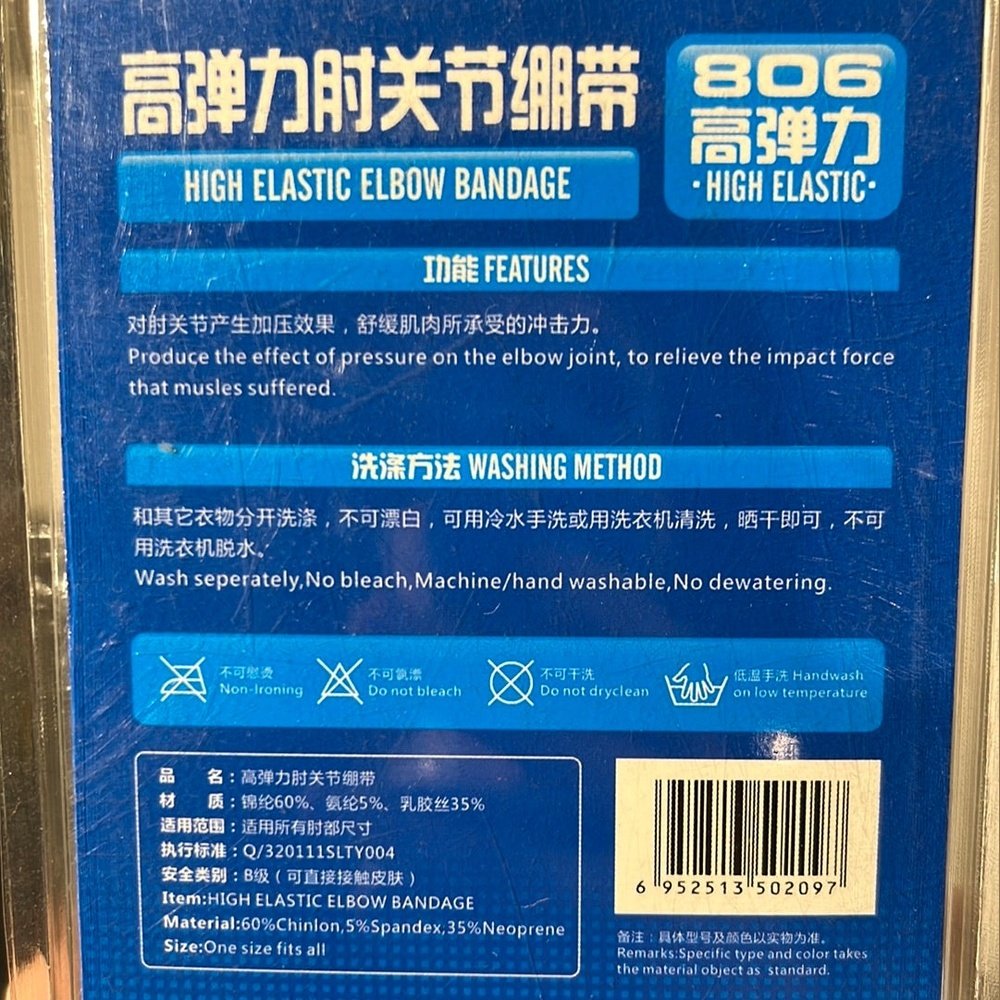 高弹力肘关节绷带
HIGH ELASTIC ELBOW BANDAGE
806
高弹力
·HIGH ELASTIC·
功能 FEATURES
对肘关节产生加压效果，舒缓肌肉所承受的冲击力。
Produce the effect of pressure on the elbow joint, to relieve the impact force
that musles suffered.
洗涤方法 WASHING METHOD
和其它衣物分开洗涤，不可漂白，可用冷水手洗或用洗衣机清洗，晒干即可，不可
用洗衣机脱水。
Wash seperately,No bleach,Machine/hand washable,No dewatering.
不可熨烫
Non-Ironing
不可氯漂
Do not bleach
不可干洗
Do not dryclean
低温手洗 Handwash
on low temperature
品 名：高弹力肘关节绷带
材 质：锦纶60%、氨纶5%、乳胶丝35%
适用范围：适用所有肘部尺寸
执行标准：Q/320111SLTY004
安全类别：B级（可直接接触皮肤）
Item:HIGH ELASTIC ELBOW BANDAGE
Material:60%Chinlon,5%Spandex,35%Neoprene
Size:One size fits all
6 952513 502097
备注：具体型号及颜色以实物为准。
Remarks:Specific type and color takes
the material object as standard.